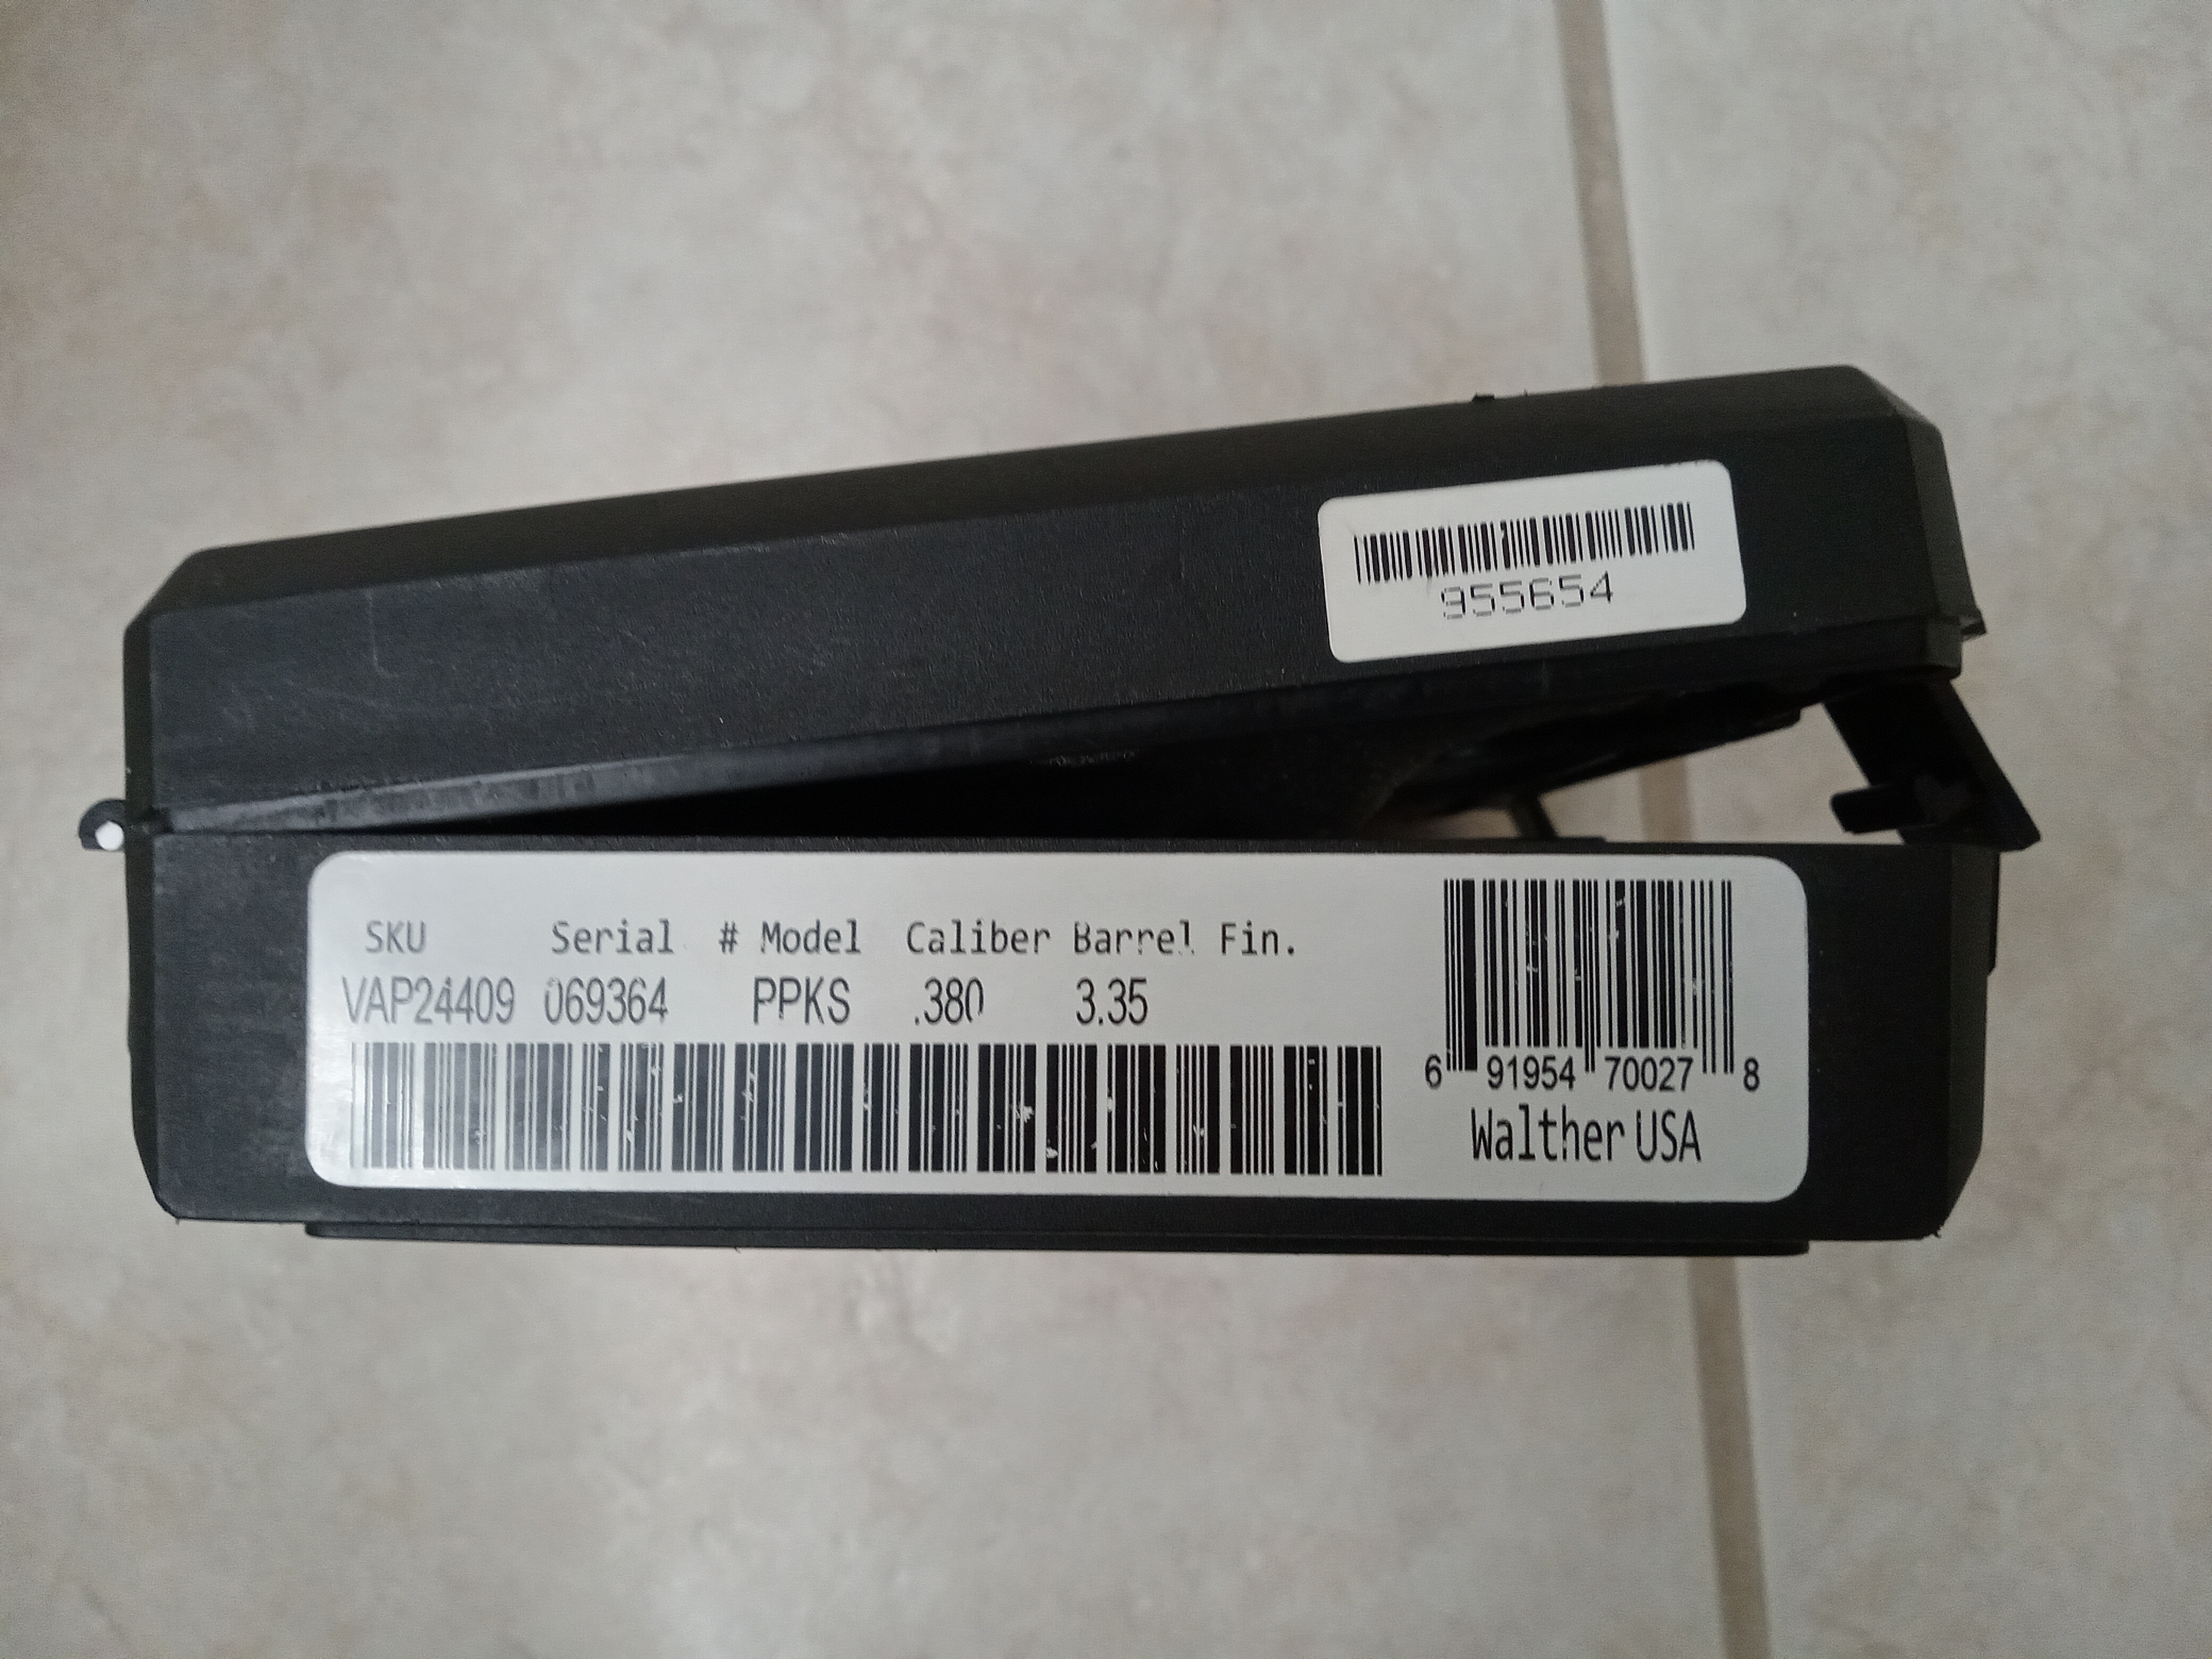 955654
SKU Serial # Model Caliber Barrel Fin.
VAP24409 069364 PPKS .380 3.35
6 91954 70027 8
Walther USA